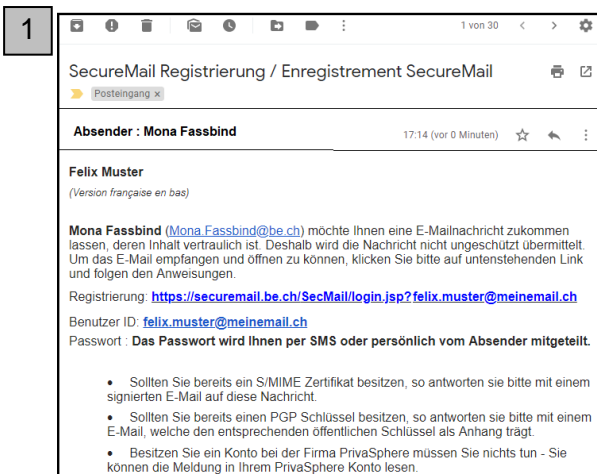 1
1 von 30
SecureMail Registrierung / Enregistrement SecureMail
Posteingang x
Absender : Mona Fassbind
17:14 (vor 0 Minuten)
Felix Muster
(Version française en bas)
Mona Fassbind (Mona.Fassbind@be.ch) möchte Ihnen eine E-Mailnachricht zukommen
lassen, deren Inhalt vertraulich ist. Deshalb wird die Nachricht nicht ungeschützt übermittelt.
Um das E-Mail empfangen und öffnen zu können, klicken Sie bitte auf untenstehenden Link
und folgen den Anweisungen.
Registrierung: https://securemail.be.ch/SecMail/login.jsp?felix.muster@meinemail.ch
Benutzer ID: felix.muster@meinemail.ch
Passwort : Das Passwort wird Ihnen per SMS oder persönlich vom Absender mitgeteilt.
• Sollten Sie bereits ein S/MIME Zertifikat besitzen, so antworten sie bitte mit einem
signierten E-Mail auf diese Nachricht.
• Sollten Sie bereits einen PGP Schlüssel besitzen, so antworten sie bitte mit einem
E-Mail, welche den entsprechenden öffentlichen Schlüssel als Anhang trägt.
• Besitzen Sie ein Konto bei der Firma PrivaSphere müssen Sie nichts tun - Sie
können die Meldung in Ihrem PrivaSphere Konto lesen.